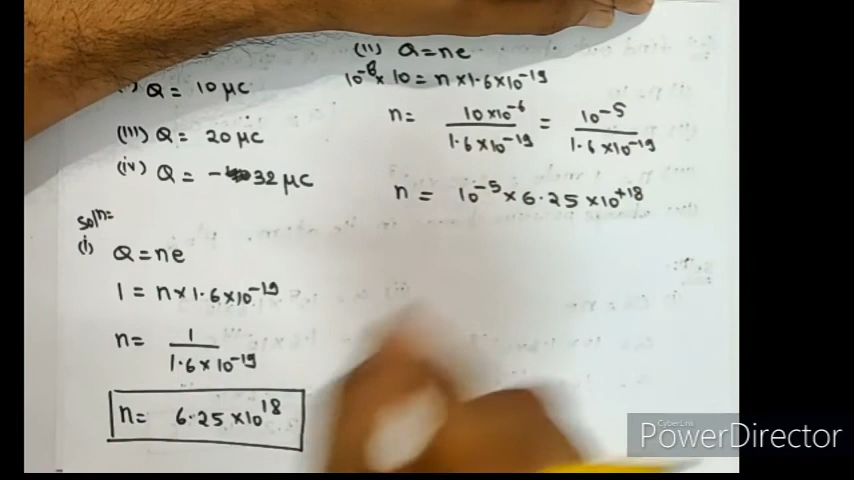 Q = 10 μC
(III) Q = 20 μC
(iv) Q = - 32 μC
Soln:
(i) Q = ne
1 = n × 1.6 × 10⁻¹⁹
n = 1 / 1.6 × 10⁻¹⁹
n = 6.25 × 10¹⁸
(II) Q = ne
10⁻⁶ × 10 = n × 1.6 × 10⁻¹⁹
n = 10 × 10⁻⁶ / 1.6 × 10⁻¹⁹ = 10⁻⁵ / 1.6 × 10⁻¹⁹
n = 10⁻⁵ × 6.25 × 10⁺¹⁸
CyberLink
PowerDirector